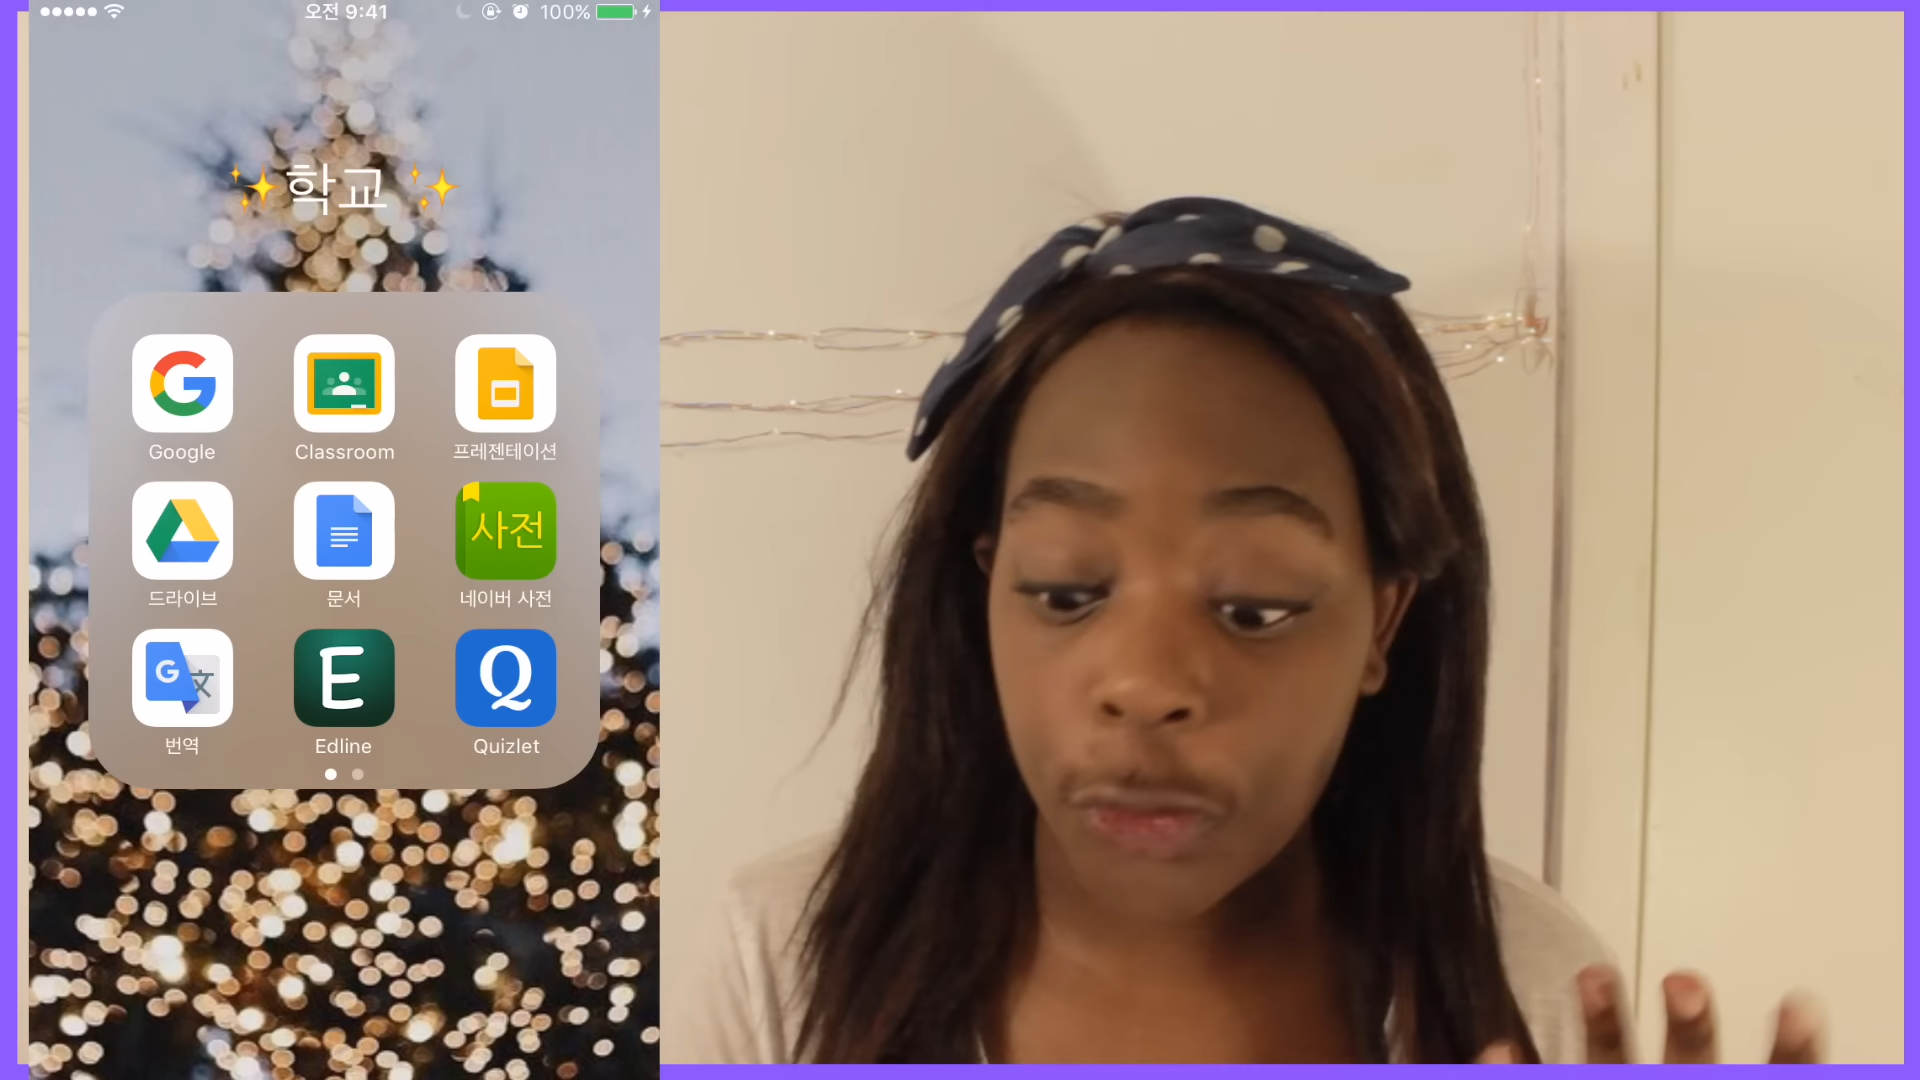 오전 9:41
100%
✨학교 ✨
Google
Classroom
프레젠테이션
사전
드라이브
문서
네이버 사전
G 文
E
Q
번역
Edline
Quizlet